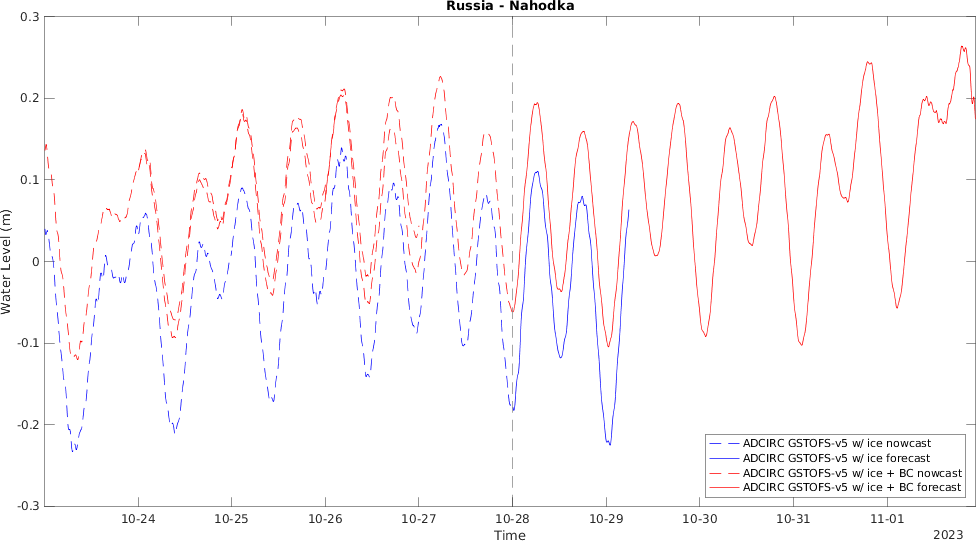 Russia - Nahodka
0.3
0.2
0.1
0
-0.1
-0.2
-0.3
Water Level (m)
10-24 10-25 10-26 10-27 10-28 10-29 10-30 10-31 11-01
Time
2023
ADCIRC GSTOFS-v5 w/ ice nowcast
ADCIRC GSTOFS-v5 w/ ice forecast
ADCIRC GSTOFS-v5 w/ ice + BC nowcast
ADCIRC GSTOFS-v5 w/ ice + BC forecast